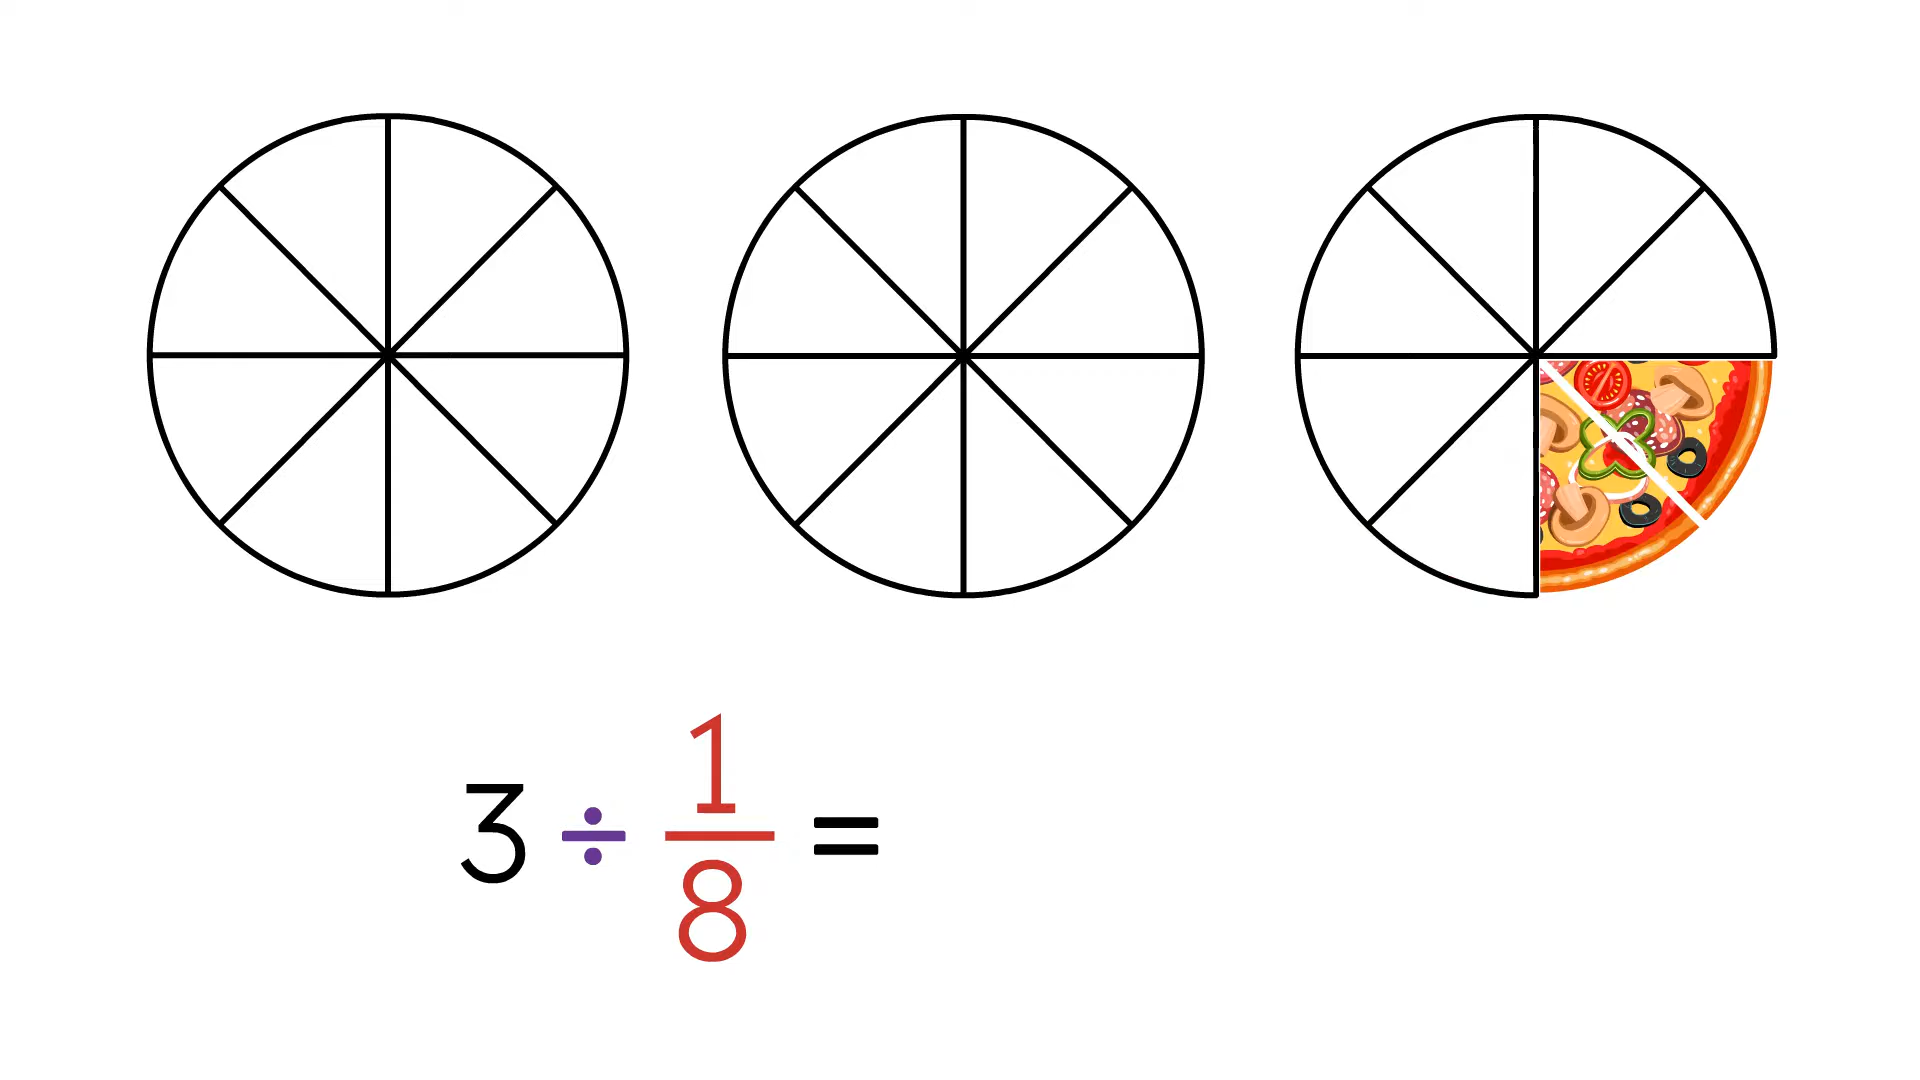 3 ÷ 1/8 =